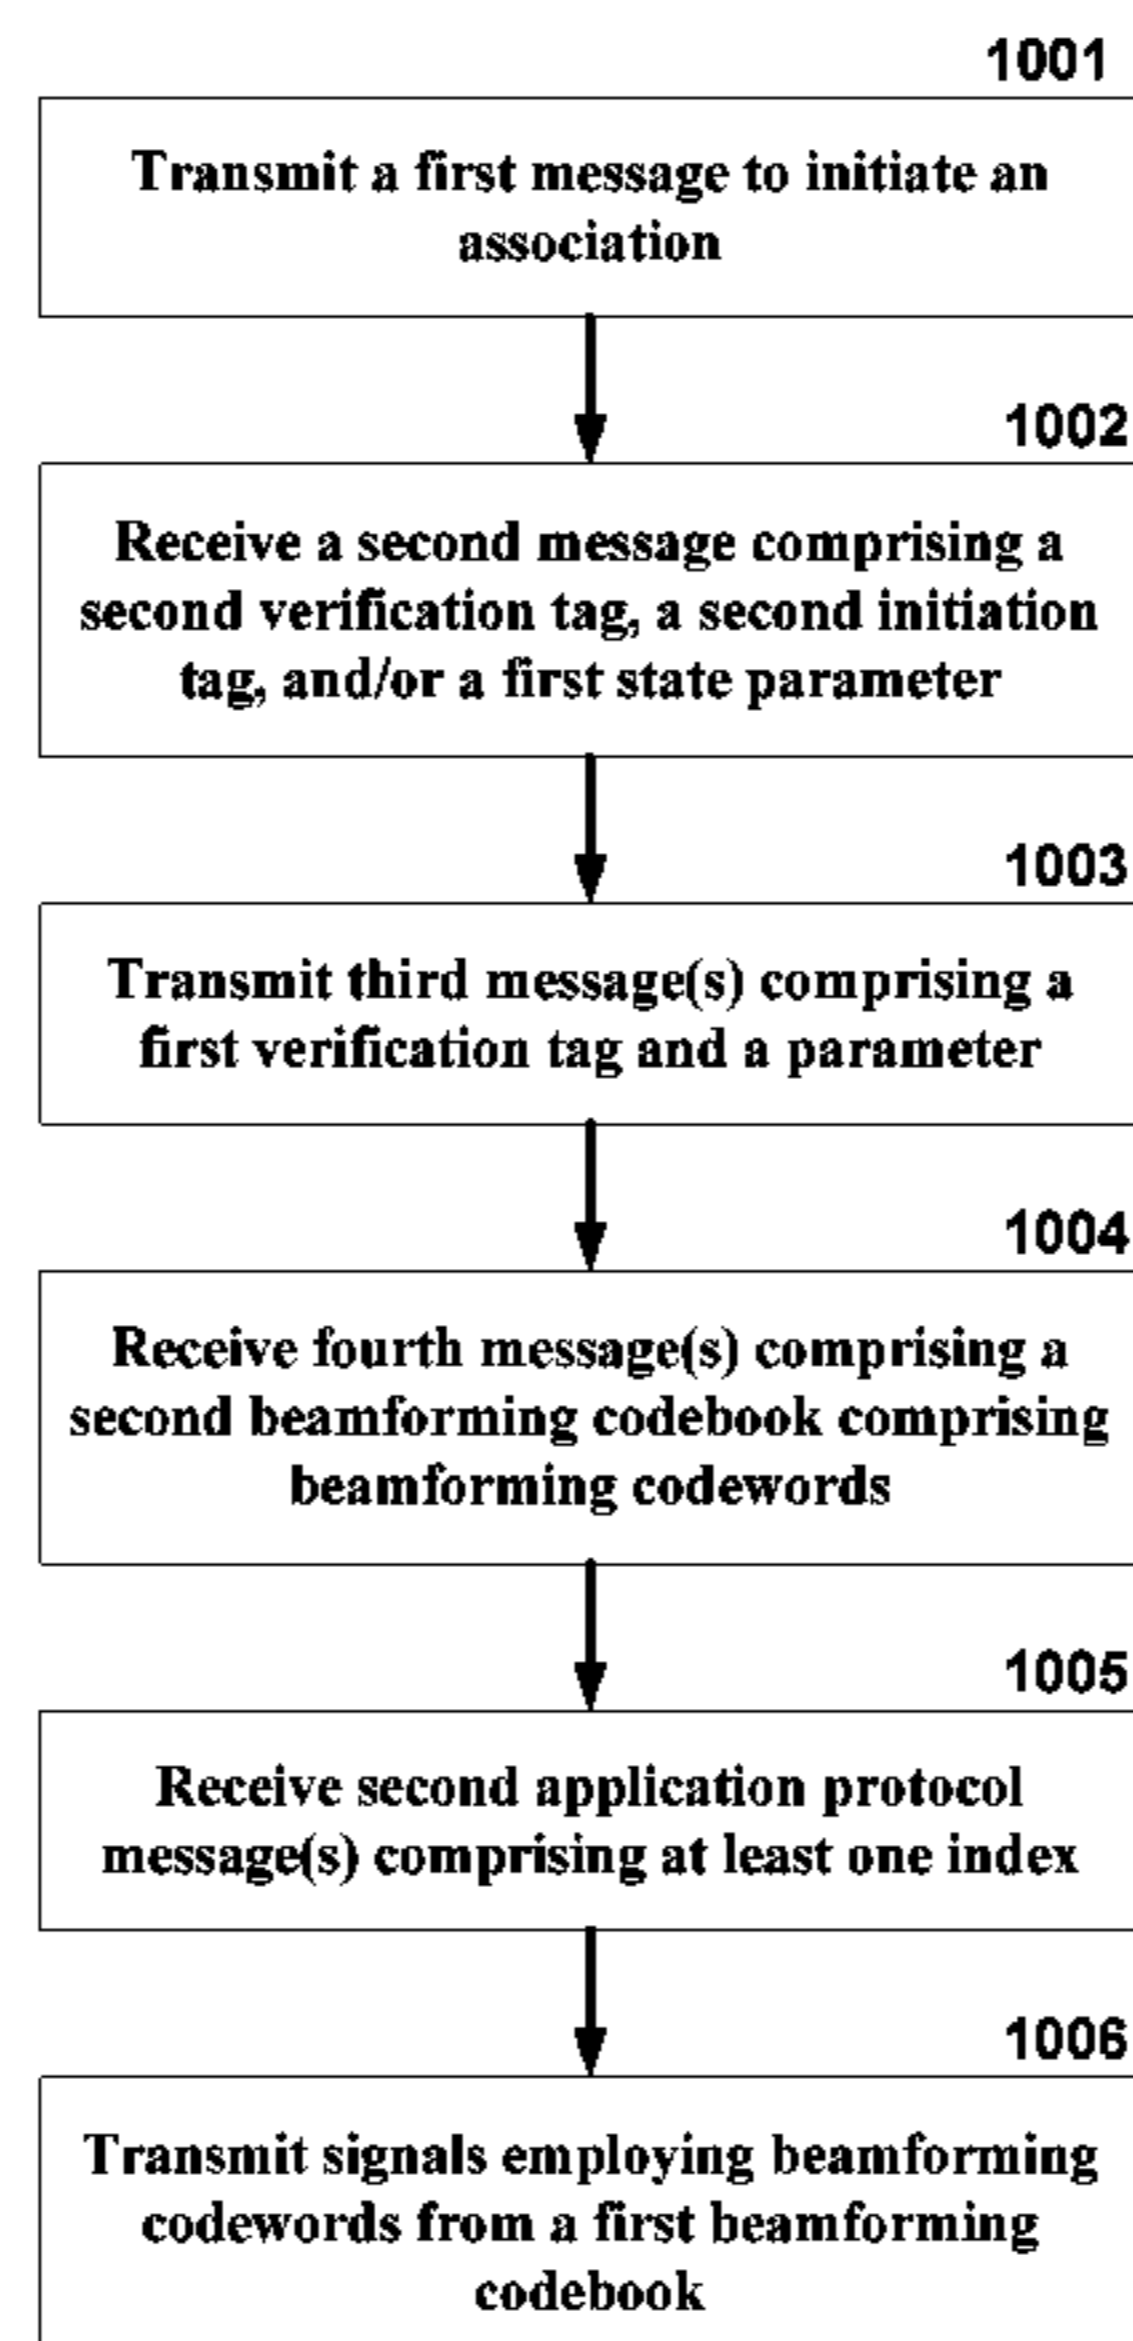 1001
Transmit a first message to initiate an
association
1002
Receive a second message comprising a
second verification tag, a second initiation
tag, and/or a first state parameter
1003
Transmit third message(s) comprising a
first verification tag and a parameter
1004
Receive fourth message(s) comprising a
second beamforming codebook comprising
beamforming codewords
1005
Receive second application protocol
message(s) comprising at least one index
1006
Transmit signals employing beamforming
codewords from a first beamforming
codebook